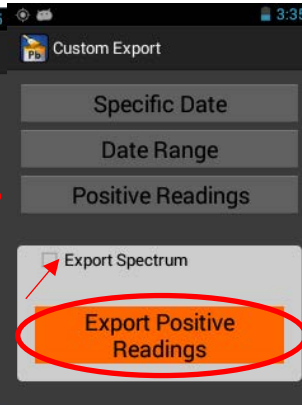 3:35
Pb
Custom Export
Specific Date
Date Range
Positive Readings
Export Spectrum
Export Positive
Readings